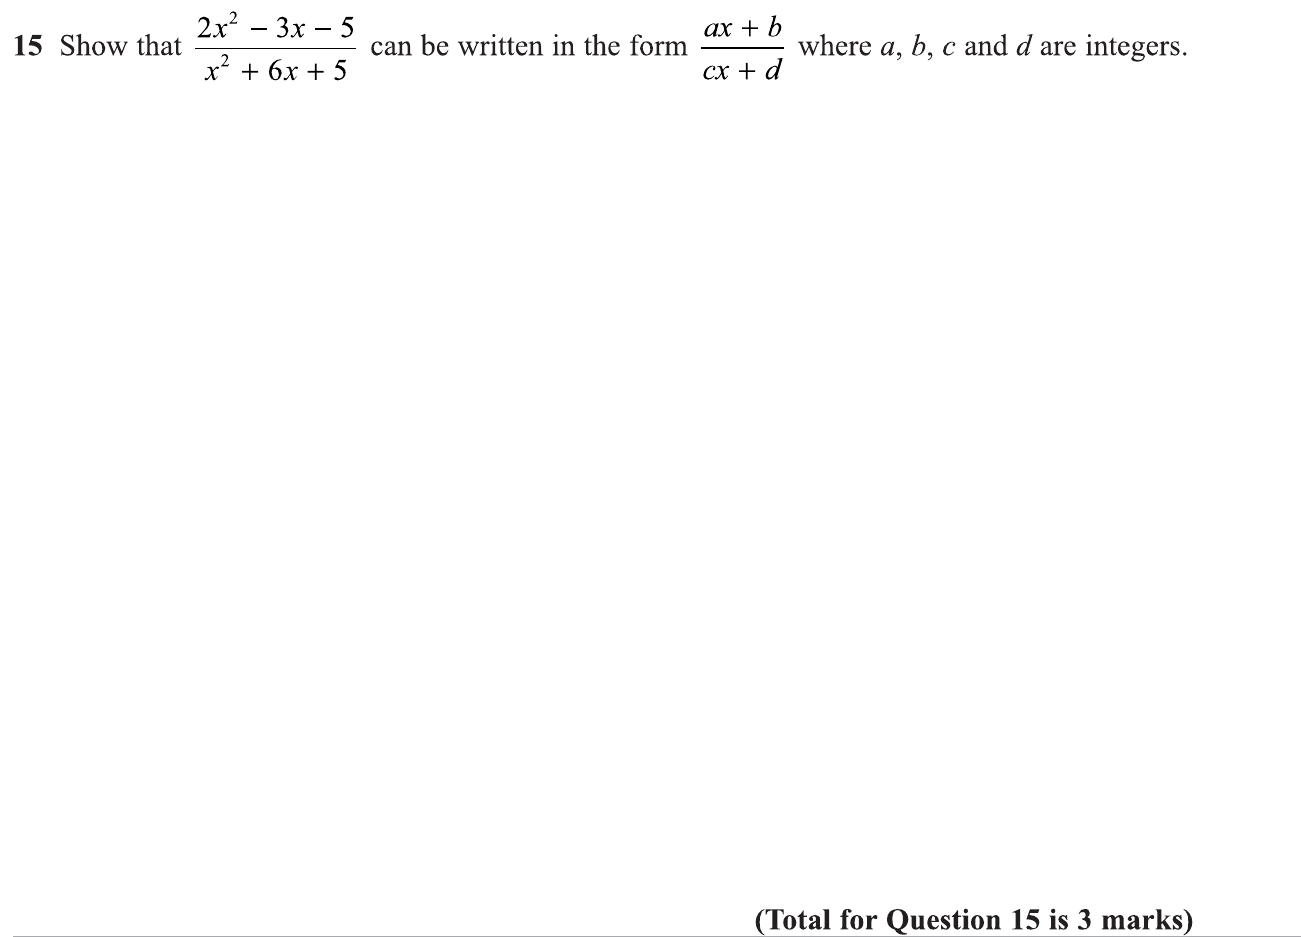 15 Show that \frac{2x^2 − 3x − 5}{x^2 + 6x + 5} can be written in the form \frac{ax + b}{cx + d} where a, b, c and d are integers.
(Total for Question 15 is 3 marks)